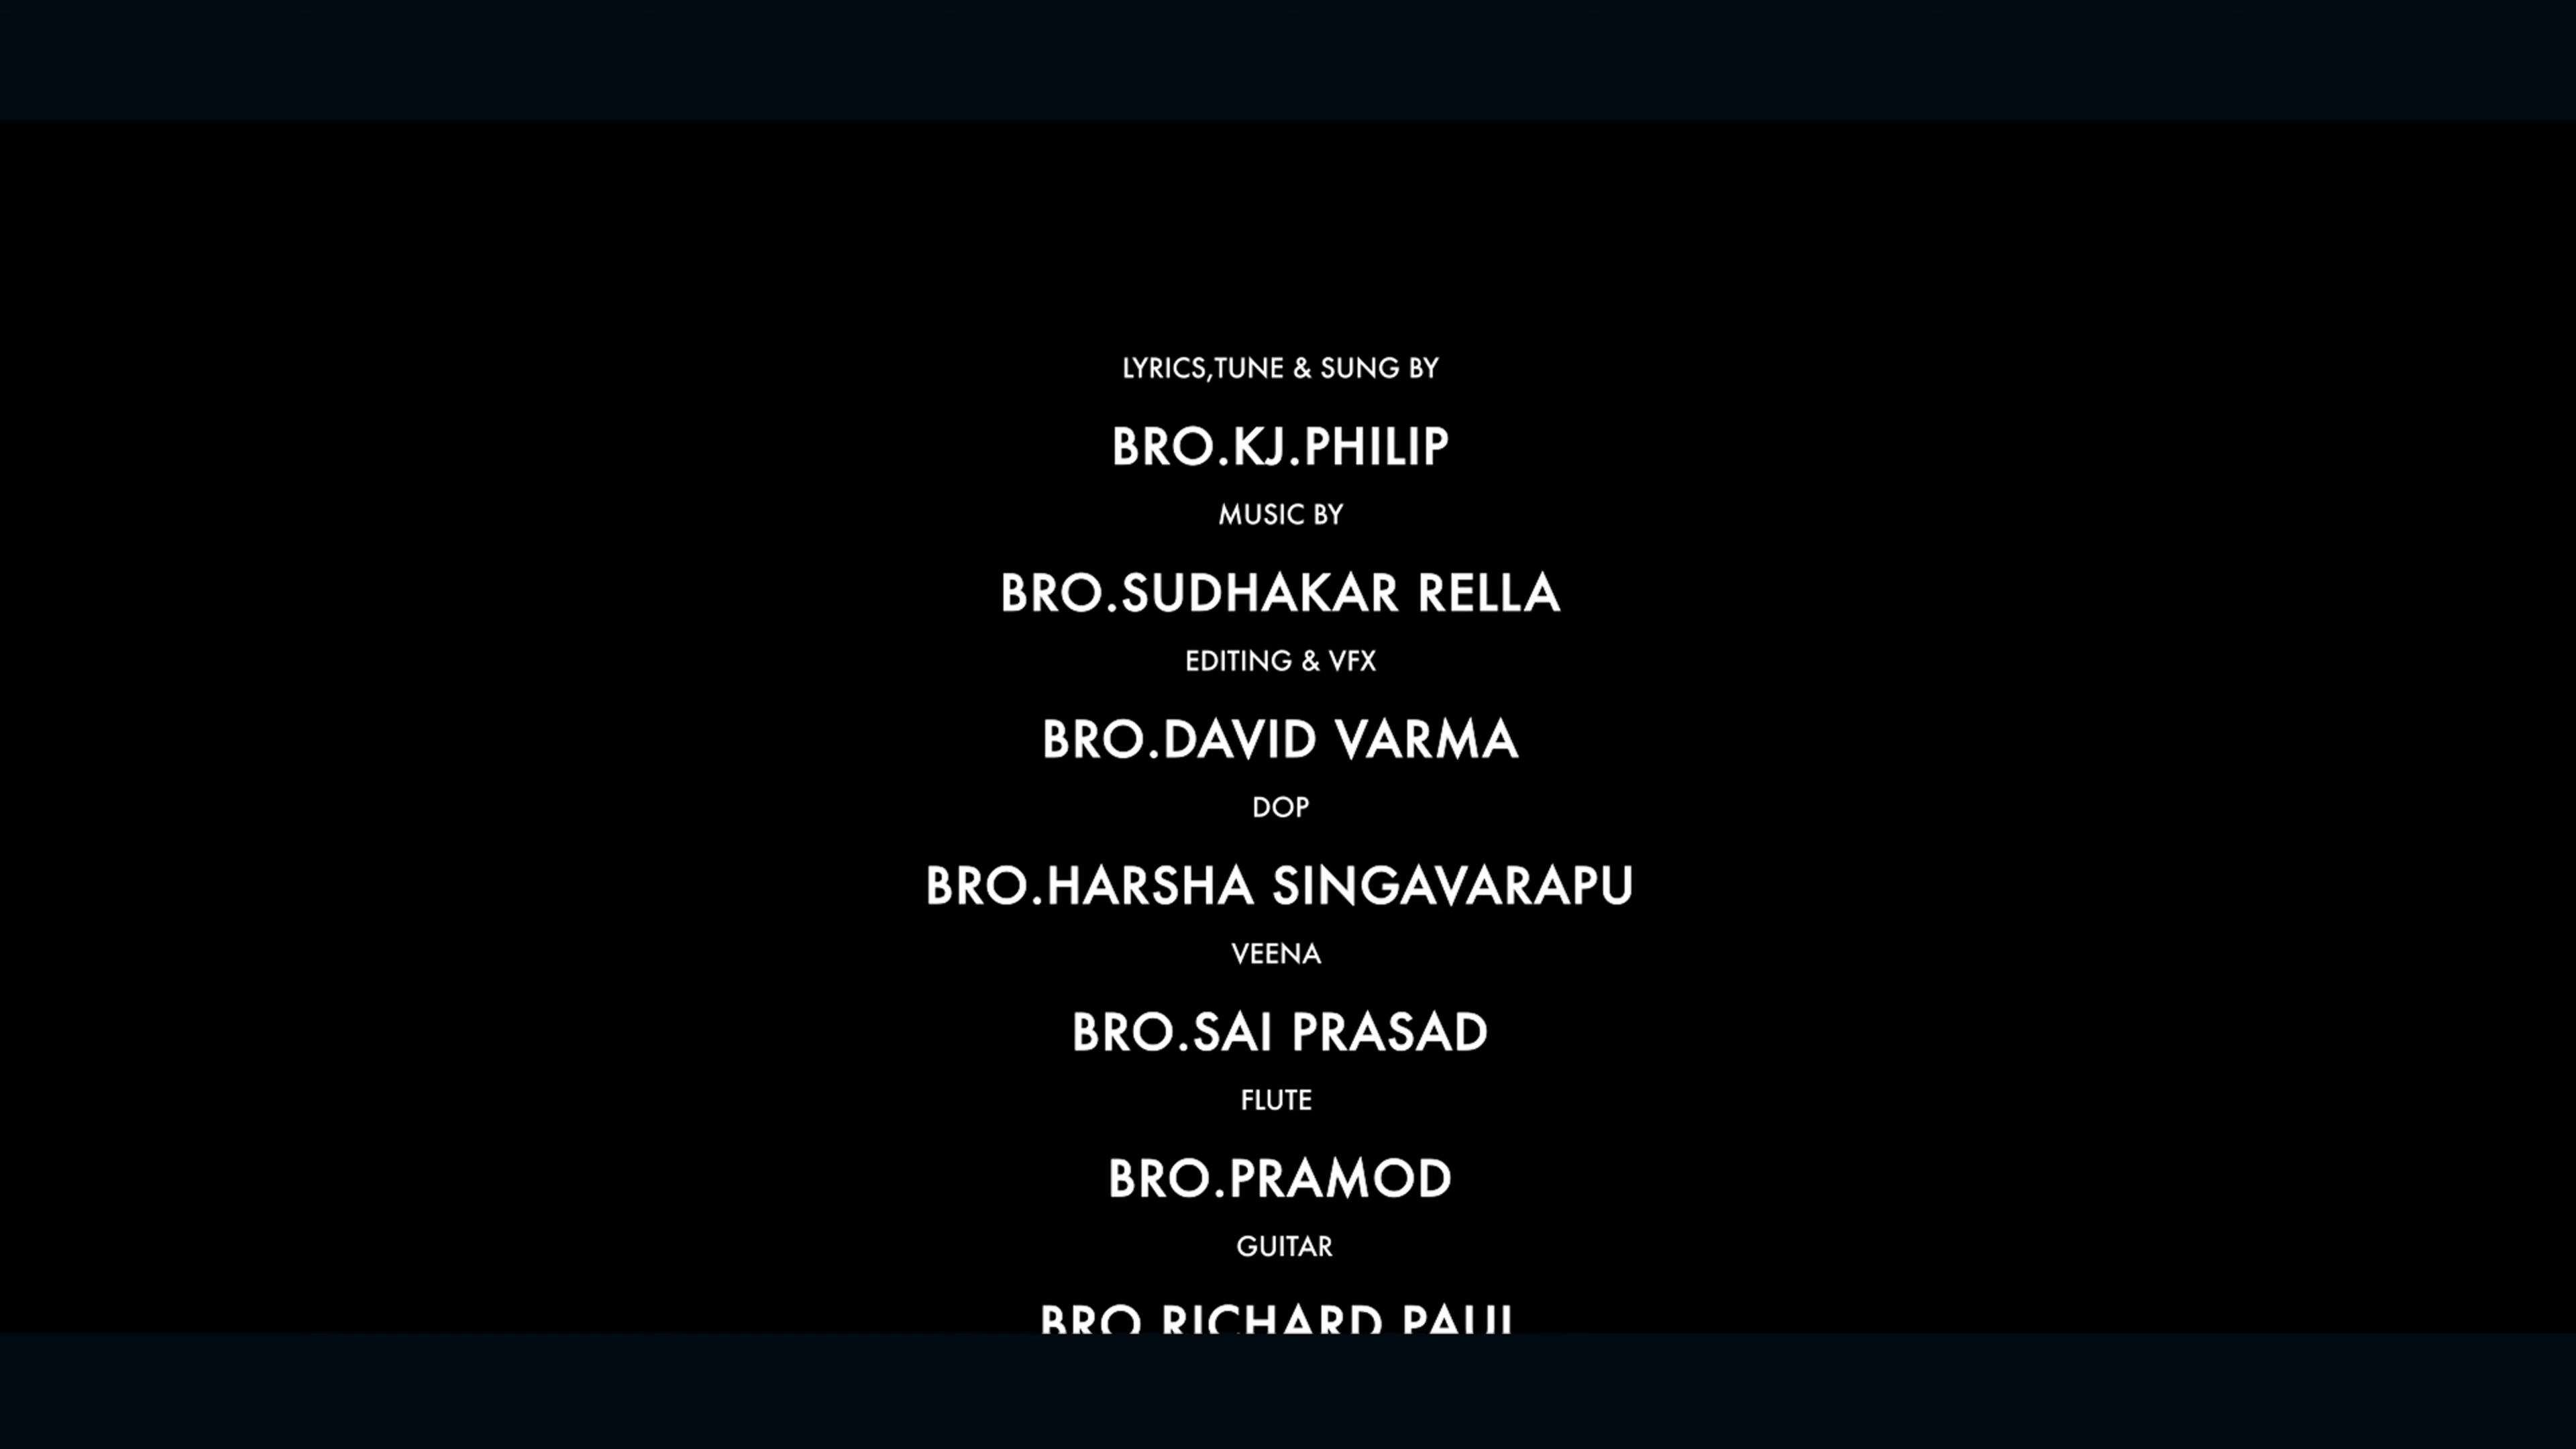 LYRICS,TUNE & SUNG BY
BRO.KJ.PHILIP
MUSIC BY
BRO.SUDHAKAR RELLA
EDITING & VFX
BRO.DAVID VARMA
DOP
BRO.HARSHA SINGAVARAPU
VEENA
BRO.SAI PRASAD
FLUTE
BRO.PRAMOD
GUITAR
BRO.RICHARD PAUL